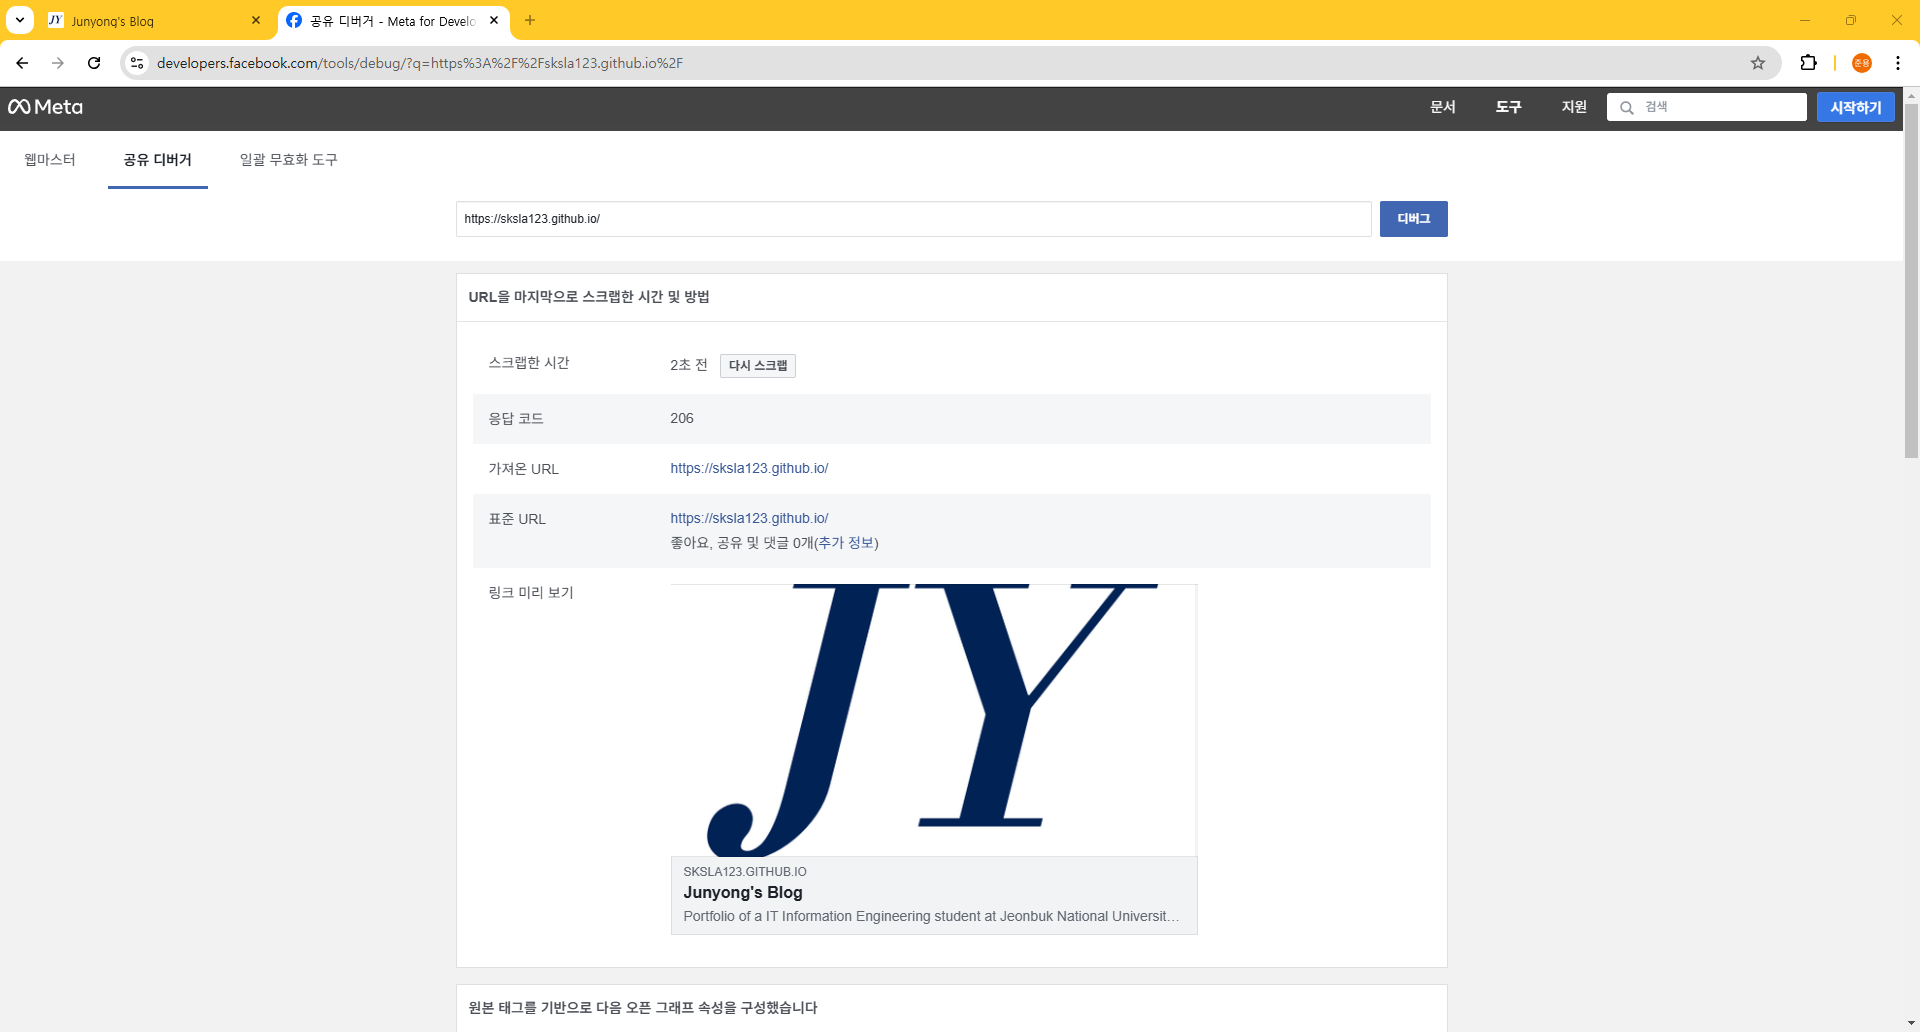 JY Junyong's Blog
공유 디버거 - Meta for Develo
developers.facebook.com/tools/debug/?q=https%3A%2F%2Fsksla123.github.io%2F
준용
Meta
문서 도구 지원 검색 시작하기
웹마스터 공유 디버거 일괄 무효화 도구
https://sksla123.github.io/ 디버그
URL을 마지막으로 스크랩한 시간 및 방법
스크랩한 시간 2초 전 다시 스크랩
응답 코드 206
가져온 URL https://sksla123.github.io/
표준 URL https://sksla123.github.io/
좋아요, 공유 및 댓글 0개(추가 정보)
링크 미리 보기
JY
SKSLA123.GITHUB.IO
Junyong's Blog
Portfolio of a IT Information Engineering student at Jeonbuk National Universit…
원본 태그를 기반으로 다음 오픈 그래프 속성을 구성했습니다